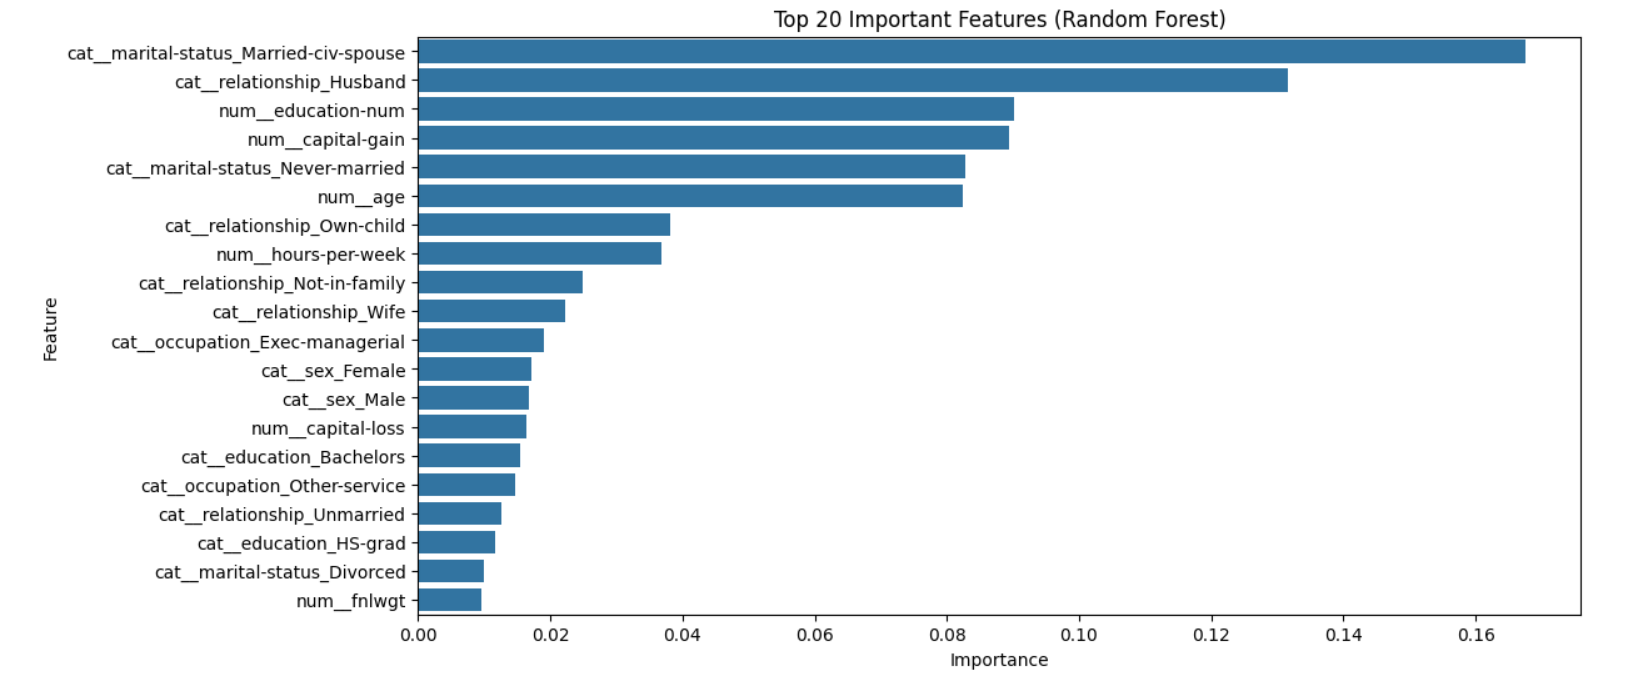 Top 20 Important Features (Random Forest)
cat__marital-status_Married-civ-spouse
cat__relationship_Husband
num__education-num
num__capital-gain
cat__marital-status_Never-married
num__age
cat__relationship_Own-child
num__hours-per-week
cat__relationship_Not-in-family
cat__relationship_Wife
cat__occupation_Exec-managerial
cat__sex_Female
cat__sex_Male
num__capital-loss
cat__education_Bachelors
cat__occupation_Other-service
cat__relationship_Unmarried
cat__education_HS-grad
cat__marital-status_Divorced
num__fnlwgt
Feature
0.00 0.02 0.04 0.06 0.08 0.10 0.12 0.14 0.16
Importance